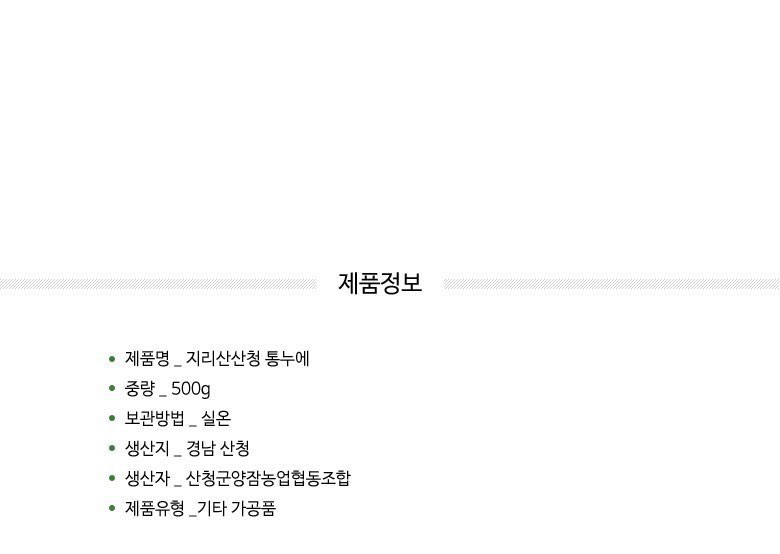 제품정보
제품명 _ 지리산산청 통누에
중량 _ 500g
보관방법 _ 실온
생산지 _ 경남 산청
생산자 _ 산청군양잠농업협동조합
제품유형 _기타 가공품